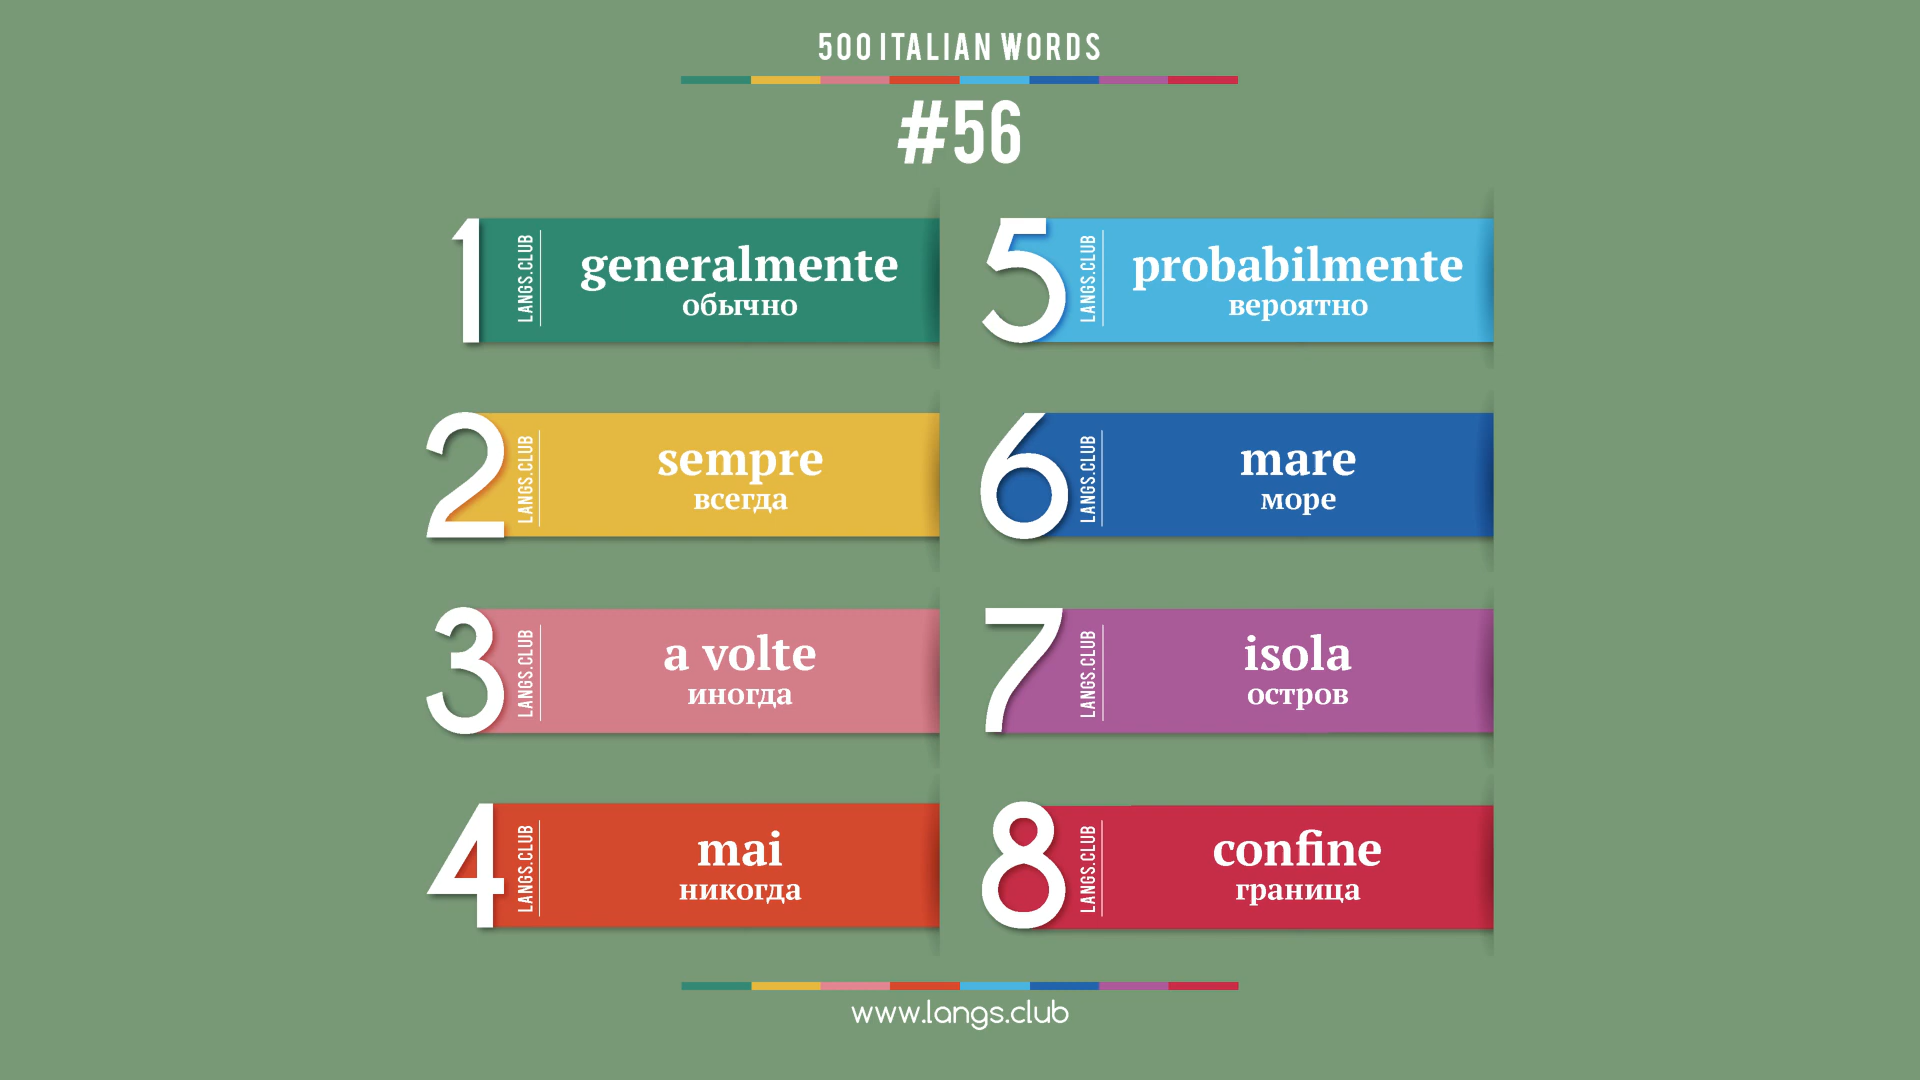 500 ITALIAN WORDS
#56
1
LANGS.CLUB
generalmente
обычно
2
LANGS.CLUB
sempre
всегда
3
LANGS.CLUB
a volte
иногда
4
LANGS.CLUB
mai
никогда
5
LANGS.CLUB
probabilmente
вероятно
6
LANGS.CLUB
mare
море
7
LANGS.CLUB
isola
остров
8
LANGS.CLUB
confine
граница
www.langs.club